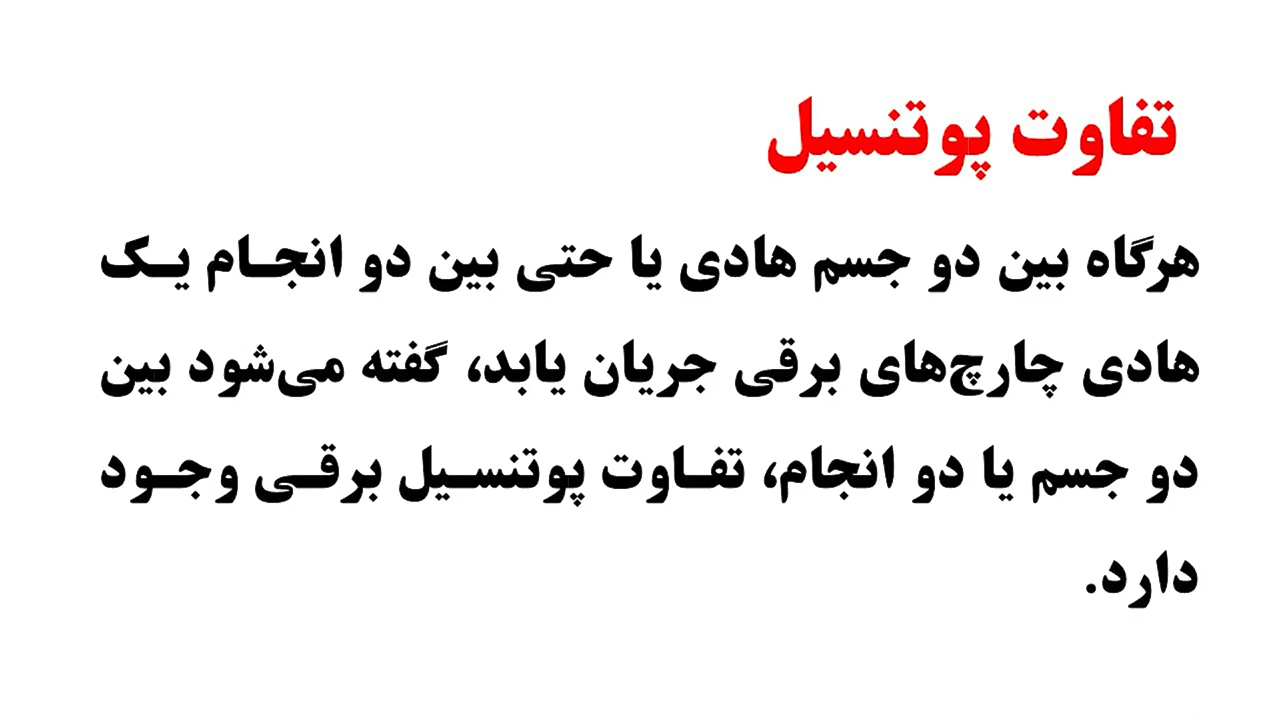 تفاوت پوتنسیل
هرگاه بین دو جسم هادی یا حتی بین دو انجام یک
هادی چارچ‌های برقی جریان یابد، گفته می‌شود بین
دو جسم یا دو انجام، تفاوت پوتنسیل برقی وجود
دارد.